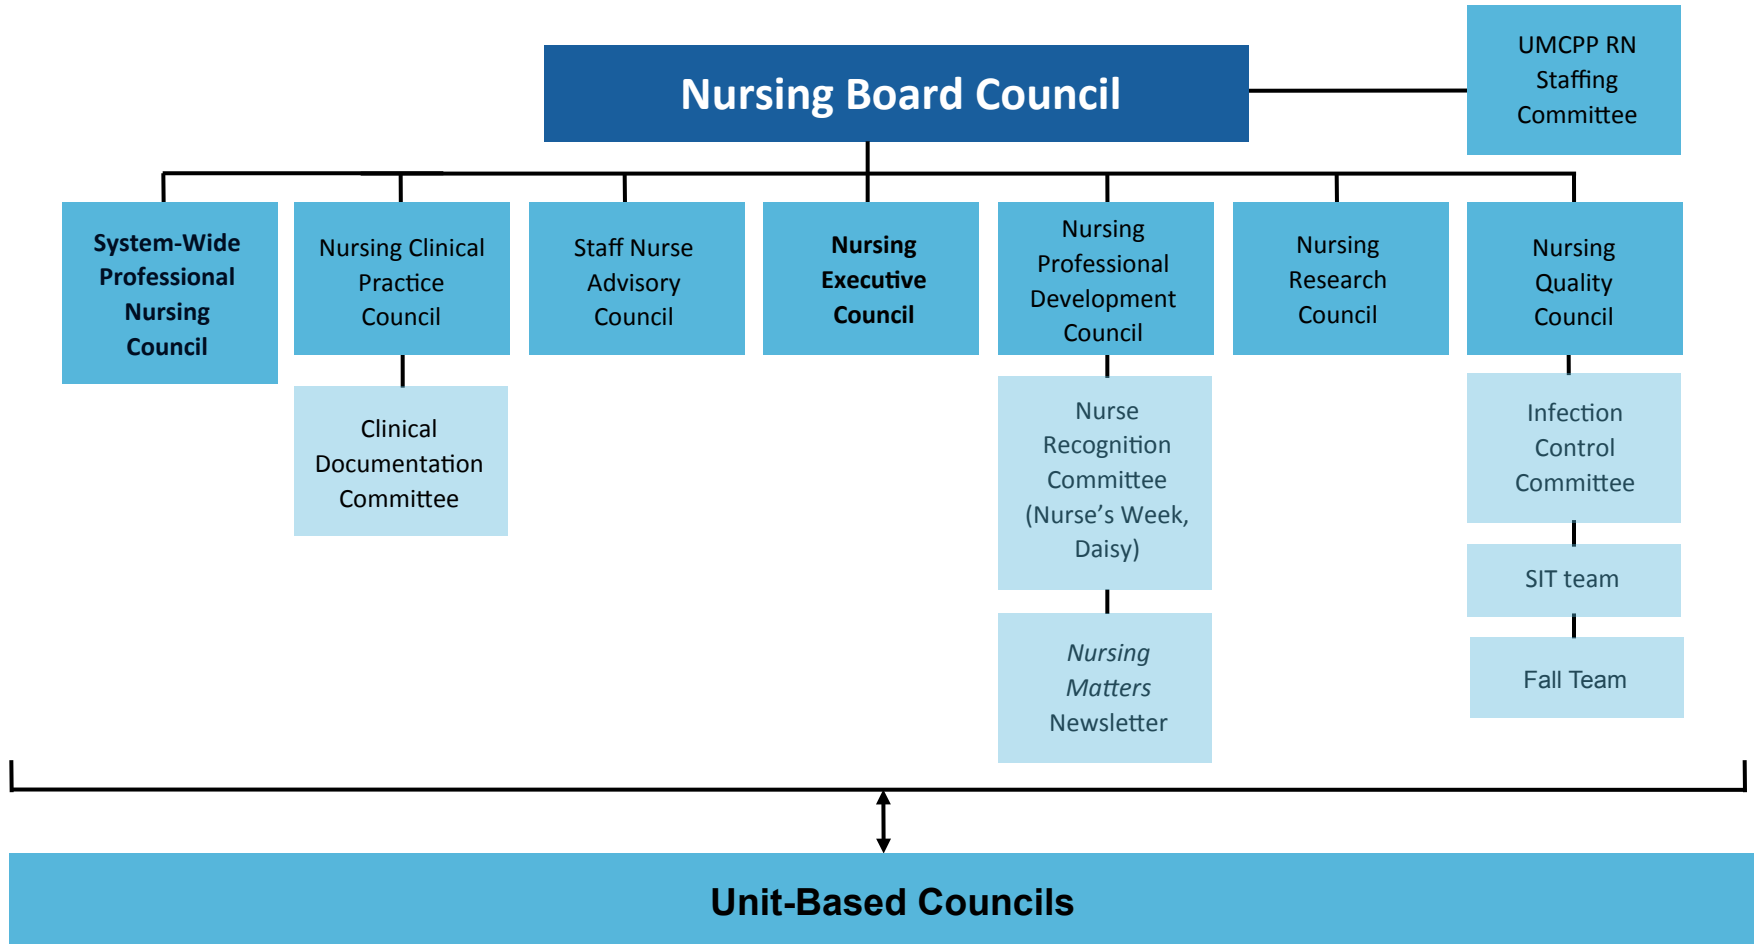 Nursing Board Council
UMCPP RN
Staffing
Committee
System-Wide
Professional
Nursing
Council
Nursing Clinical
Practice
Council
Staff Nurse
Advisory
Council
Nursing
Executive
Council
Nursing
Professional
Development
Council
Nursing
Research
Council
Nursing
Quality
Council
Clinical
Documentation
Committee
Nurse
Recognition
Committee
(Nurse’s Week,
Daisy)
Nursing
Matters
Newsletter
Infection
Control
Committee
SIT team
Fall Team
Unit-Based Councils